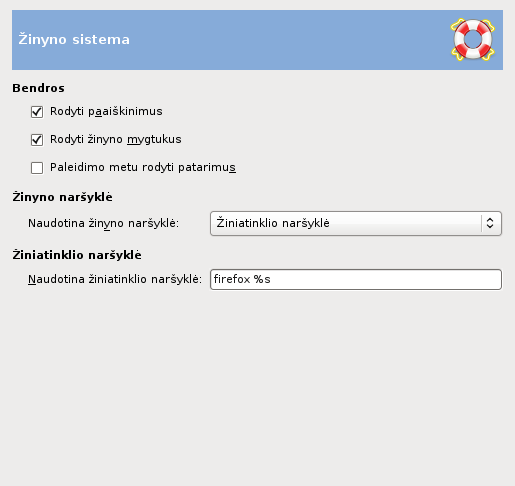 Žinyno sistema
Bendros
Rodyti paaiškinimus
Rodyti žinyno mygtukus
Paleidimo metu rodyti patarimus
Žinyno naršyklė
Naudotina žinyno naršyklė: Žiniatinklio naršyklė
Žiniatinklio naršyklė
Naudotina žiniatinklio naršyklė: firefox %s